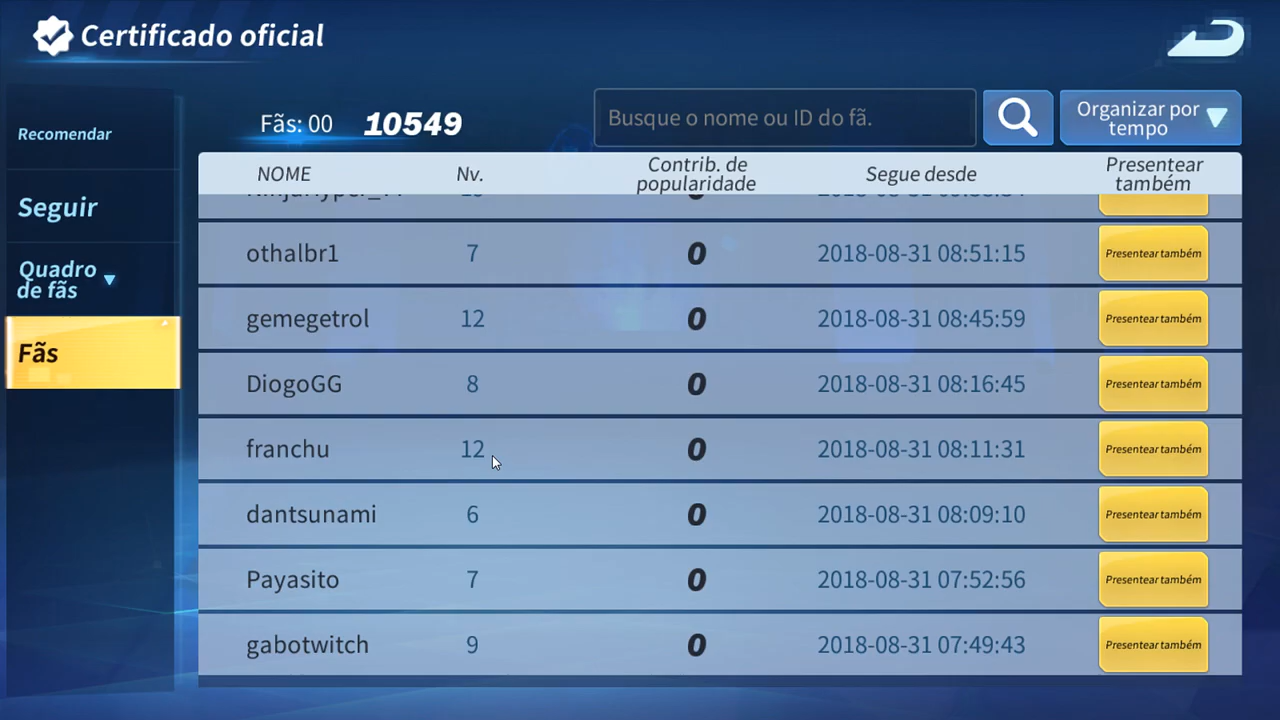 Certificado oficial
Recomendar
Seguir
Quadro
de fãs
Fãs
Fãs: 00 10549
Busque o nome ou ID do fã.
Organizar por
tempo
NOME Nv. Contrib. de
popularidade Segue desde Presentear
também
othalbr1 7 0 2018-08-31 08:51:15 Presentear também
gemegetrol 12 0 2018-08-31 08:45:59 Presentear também
DiogoGG 8 0 2018-08-31 08:16:45 Presentear também
franchu 12 0 2018-08-31 08:11:31 Presentear também
dantsunami 6 0 2018-08-31 08:09:10 Presentear também
Payasito 7 0 2018-08-31 07:52:56 Presentear também
gabotwitch 9 0 2018-08-31 07:49:43 Presentear também